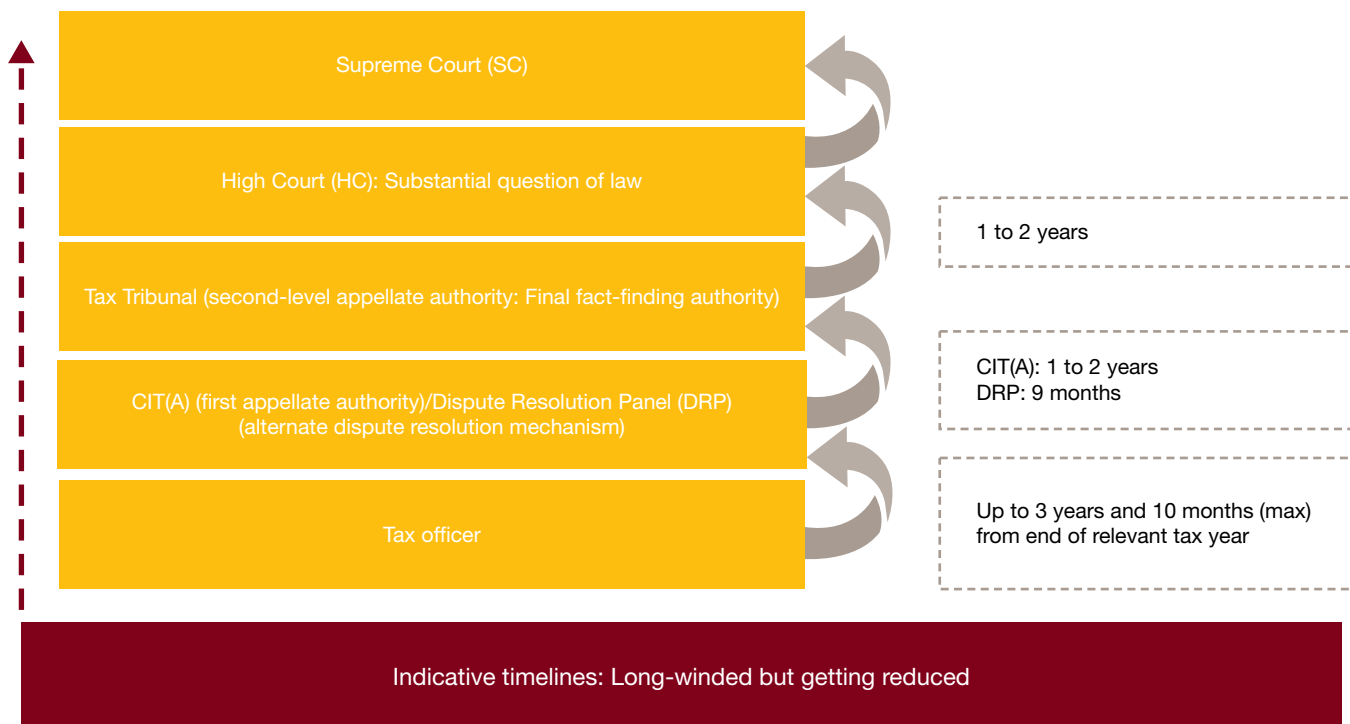 Supreme Court (SC)
High Court (HC): Substantial question of law
1 to 2 years
Tax Tribunal (second-level appellate authority: Final fact-finding authority)
CIT(A) (first appellate authority)/Dispute Resolution Panel (DRP)
(alternate dispute resolution mechanism)
CIT(A): 1 to 2 years
DRP: 9 months
Tax officer
Up to 3 years and 10 months (max)
from end of relevant tax year
Indicative timelines: Long-winded but getting reduced